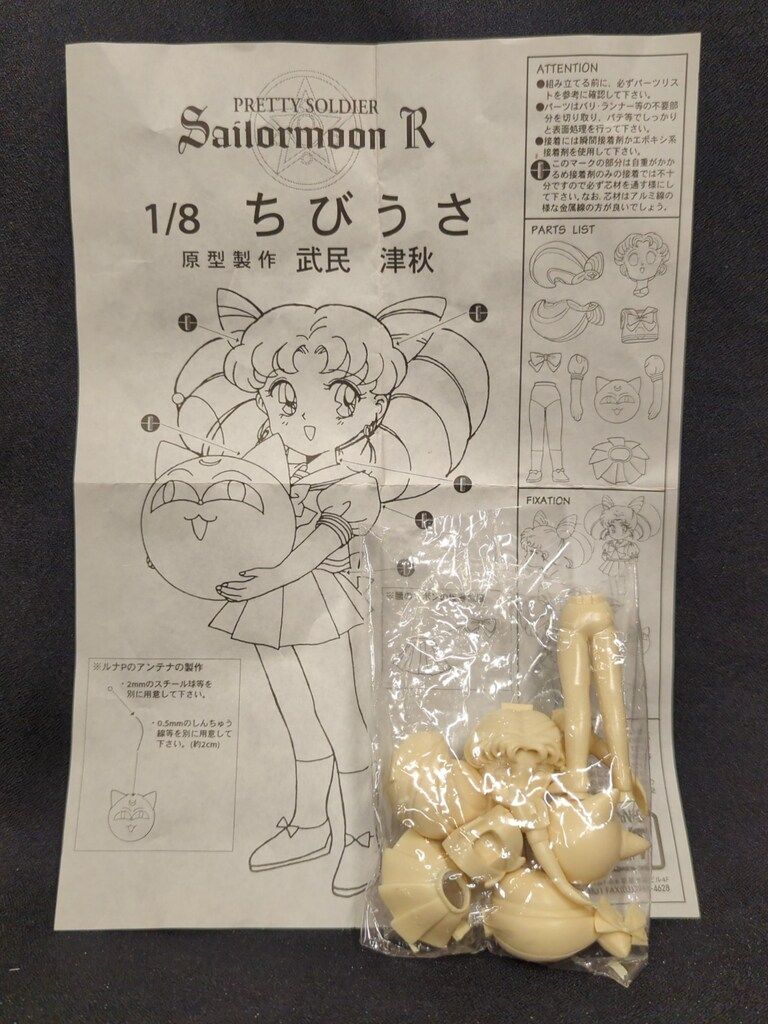 PRETTY SOLDIER
Sailormoon R
1/8 ちびうさ
原型製作 武民 津秋
ATTENTION
●組み立てる前に、必ずパーツリス
トを参考に確認して下さい。
●パーツはバリ・ランナー等の不要部
分を切り取り、パテ等でしっかり
と表面処理を行って下さい。
●接着には瞬間接着剤かエポキシ系
接着剤を使用して下さい。
このマークの部分は自重がかか
るめ接着剤のみの接着では不十
分ですので必ず芯材を通す様にし
て下さい。なお、芯材はアルミ線の
様な金属線の方が良いでしょう。
PARTS LIST
FIXATION
※ルナPのアンテナの製作
・2mmのスチール球等を
別に用意して下さい。
・0.5mmのしんちゅう
線等を別に用意して
下さい。(約2cm)